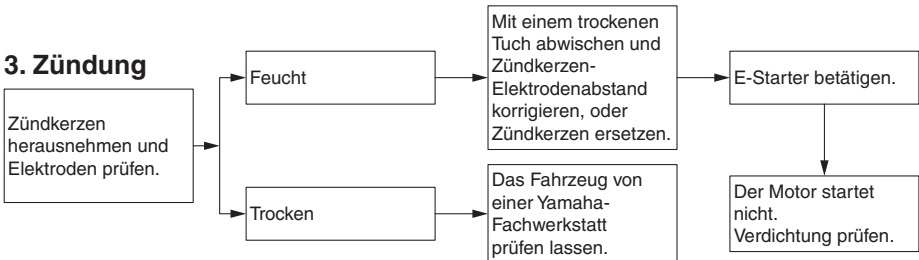 3. Zündung
Zündkerzen
herausnehmen und
Elektroden prüfen.
Feucht
Mit einem trockenen
Tuch abwischen und
Zündkerzen-
Elektrodenabstand
korrigieren, oder
Zündkerzen ersetzen.
E-Starter betätigen.
Der Motor startet
nicht.
Verdichtung prüfen.
Trocken
Das Fahrzeug von
einer Yamaha-
Fachwerkstatt
prüfen lassen.